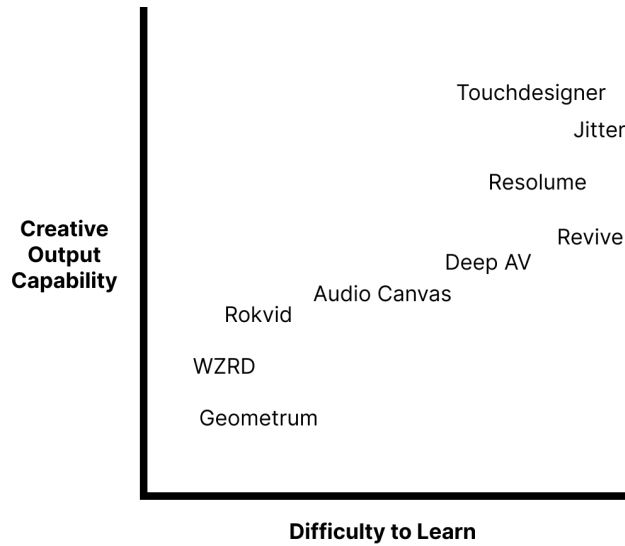 Touchdesigner
Jitter
Resolume
Creative
Output
Capability
Revive
Deep AV
Audio Canvas
Rokvid
WZRD
Geometrum
Difficulty to Learn